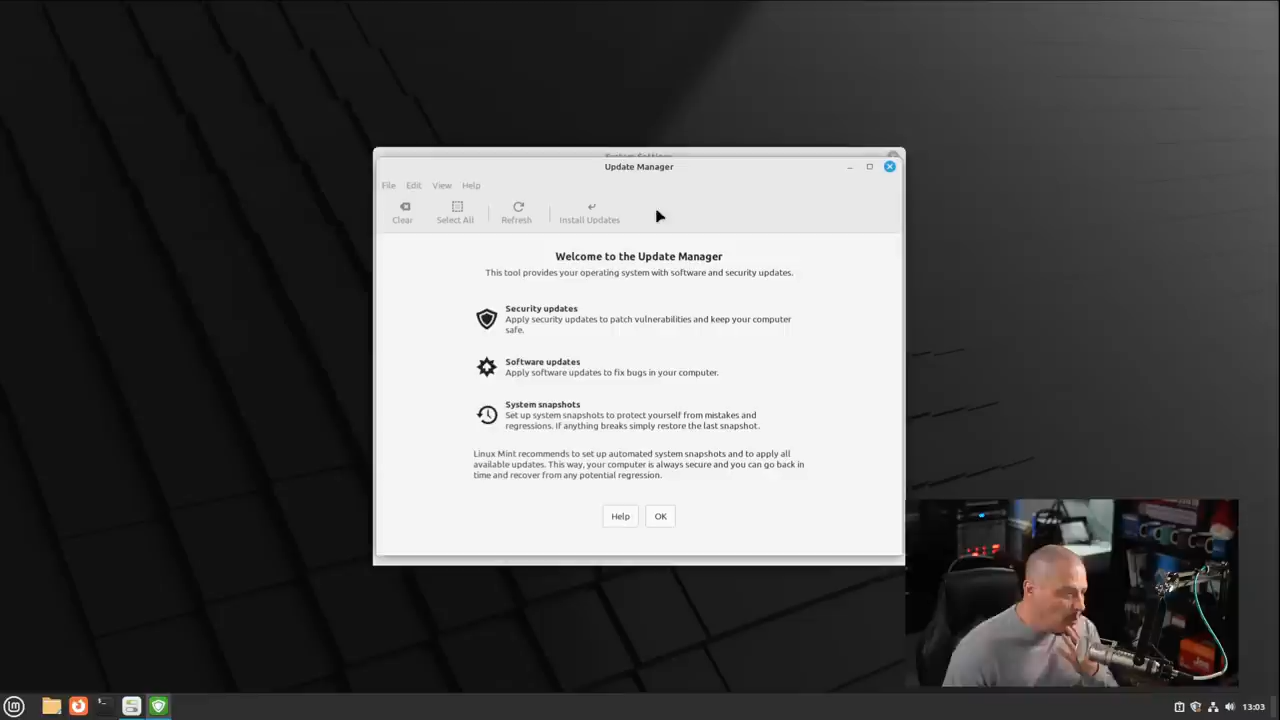 System Settings
Update Manager
File Edit View Help
Clear Select All Refresh Install Updates
Welcome to the Update Manager
This tool provides your operating system with software and security updates.
Security updates
Apply security updates to patch vulnerabilities and keep your computer
safe.
Software updates
Apply software updates to fix bugs in your computer.
System snapshots
Set up system snapshots to protect yourself from mistakes and
regressions. If anything breaks simply restore the last snapshot.
Linux Mint recommends to set up automated system snapshots and to apply all
available updates. This way, your computer is always secure and you can go back in
time and recover from any potential regression.
Help OK
13:03